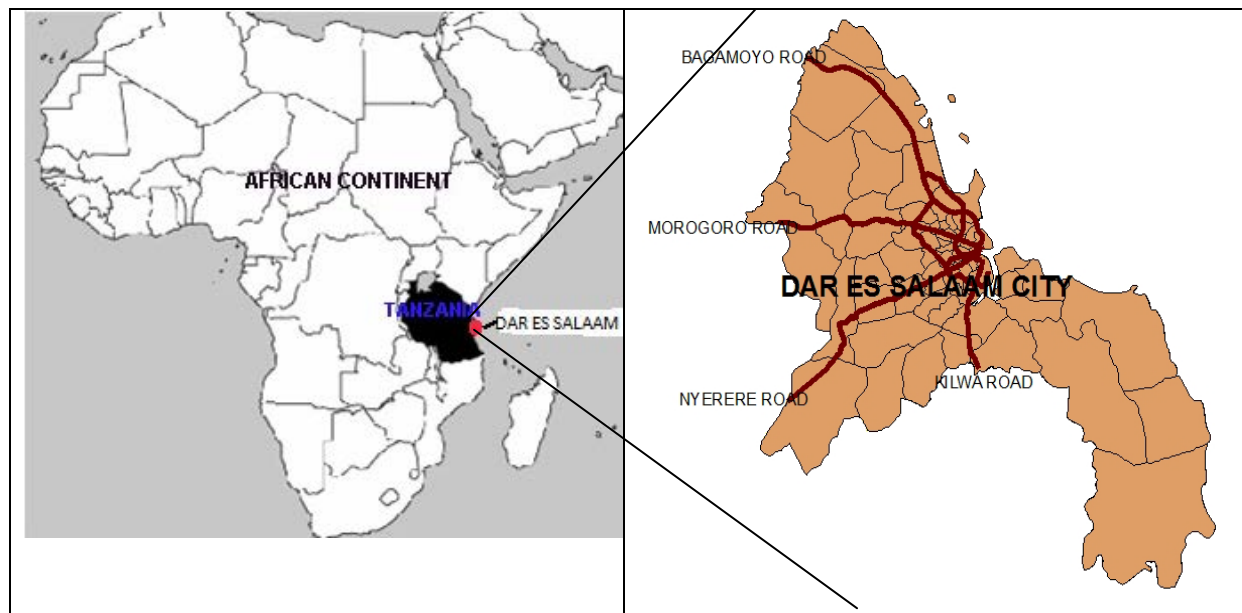 AFRICAN CONTINENT
TANZANIA
DAR ES SALAAM
BAGAMOYO ROAD
MOROGORO ROAD
DAR ES SALAAM CITY
KILWA ROAD
NYERERE ROAD